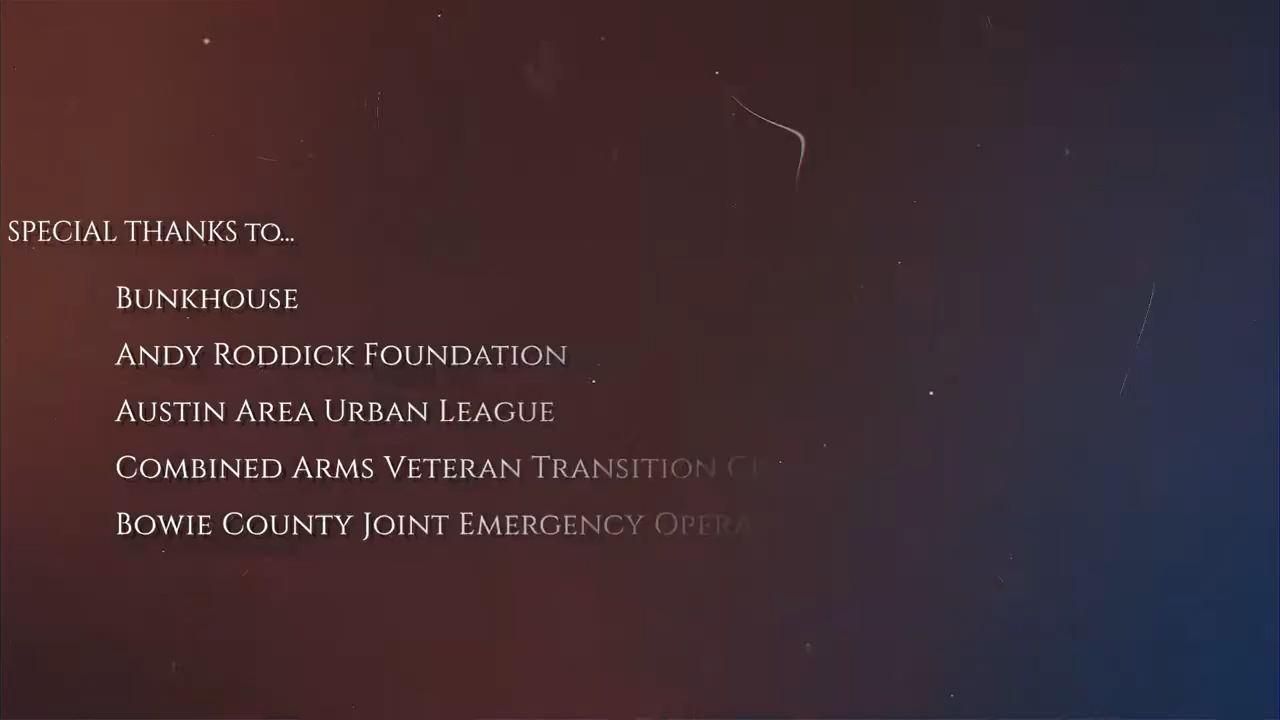 SPECIAL THANKS TO...
BUNKHOUSE
ANDY RODDICK FOUNDATION
AUSTIN AREA URBAN LEAGUE
COMBINED ARMS VETERAN TRANSITION
BOWIE COUNTY JOINT EMERGENCY